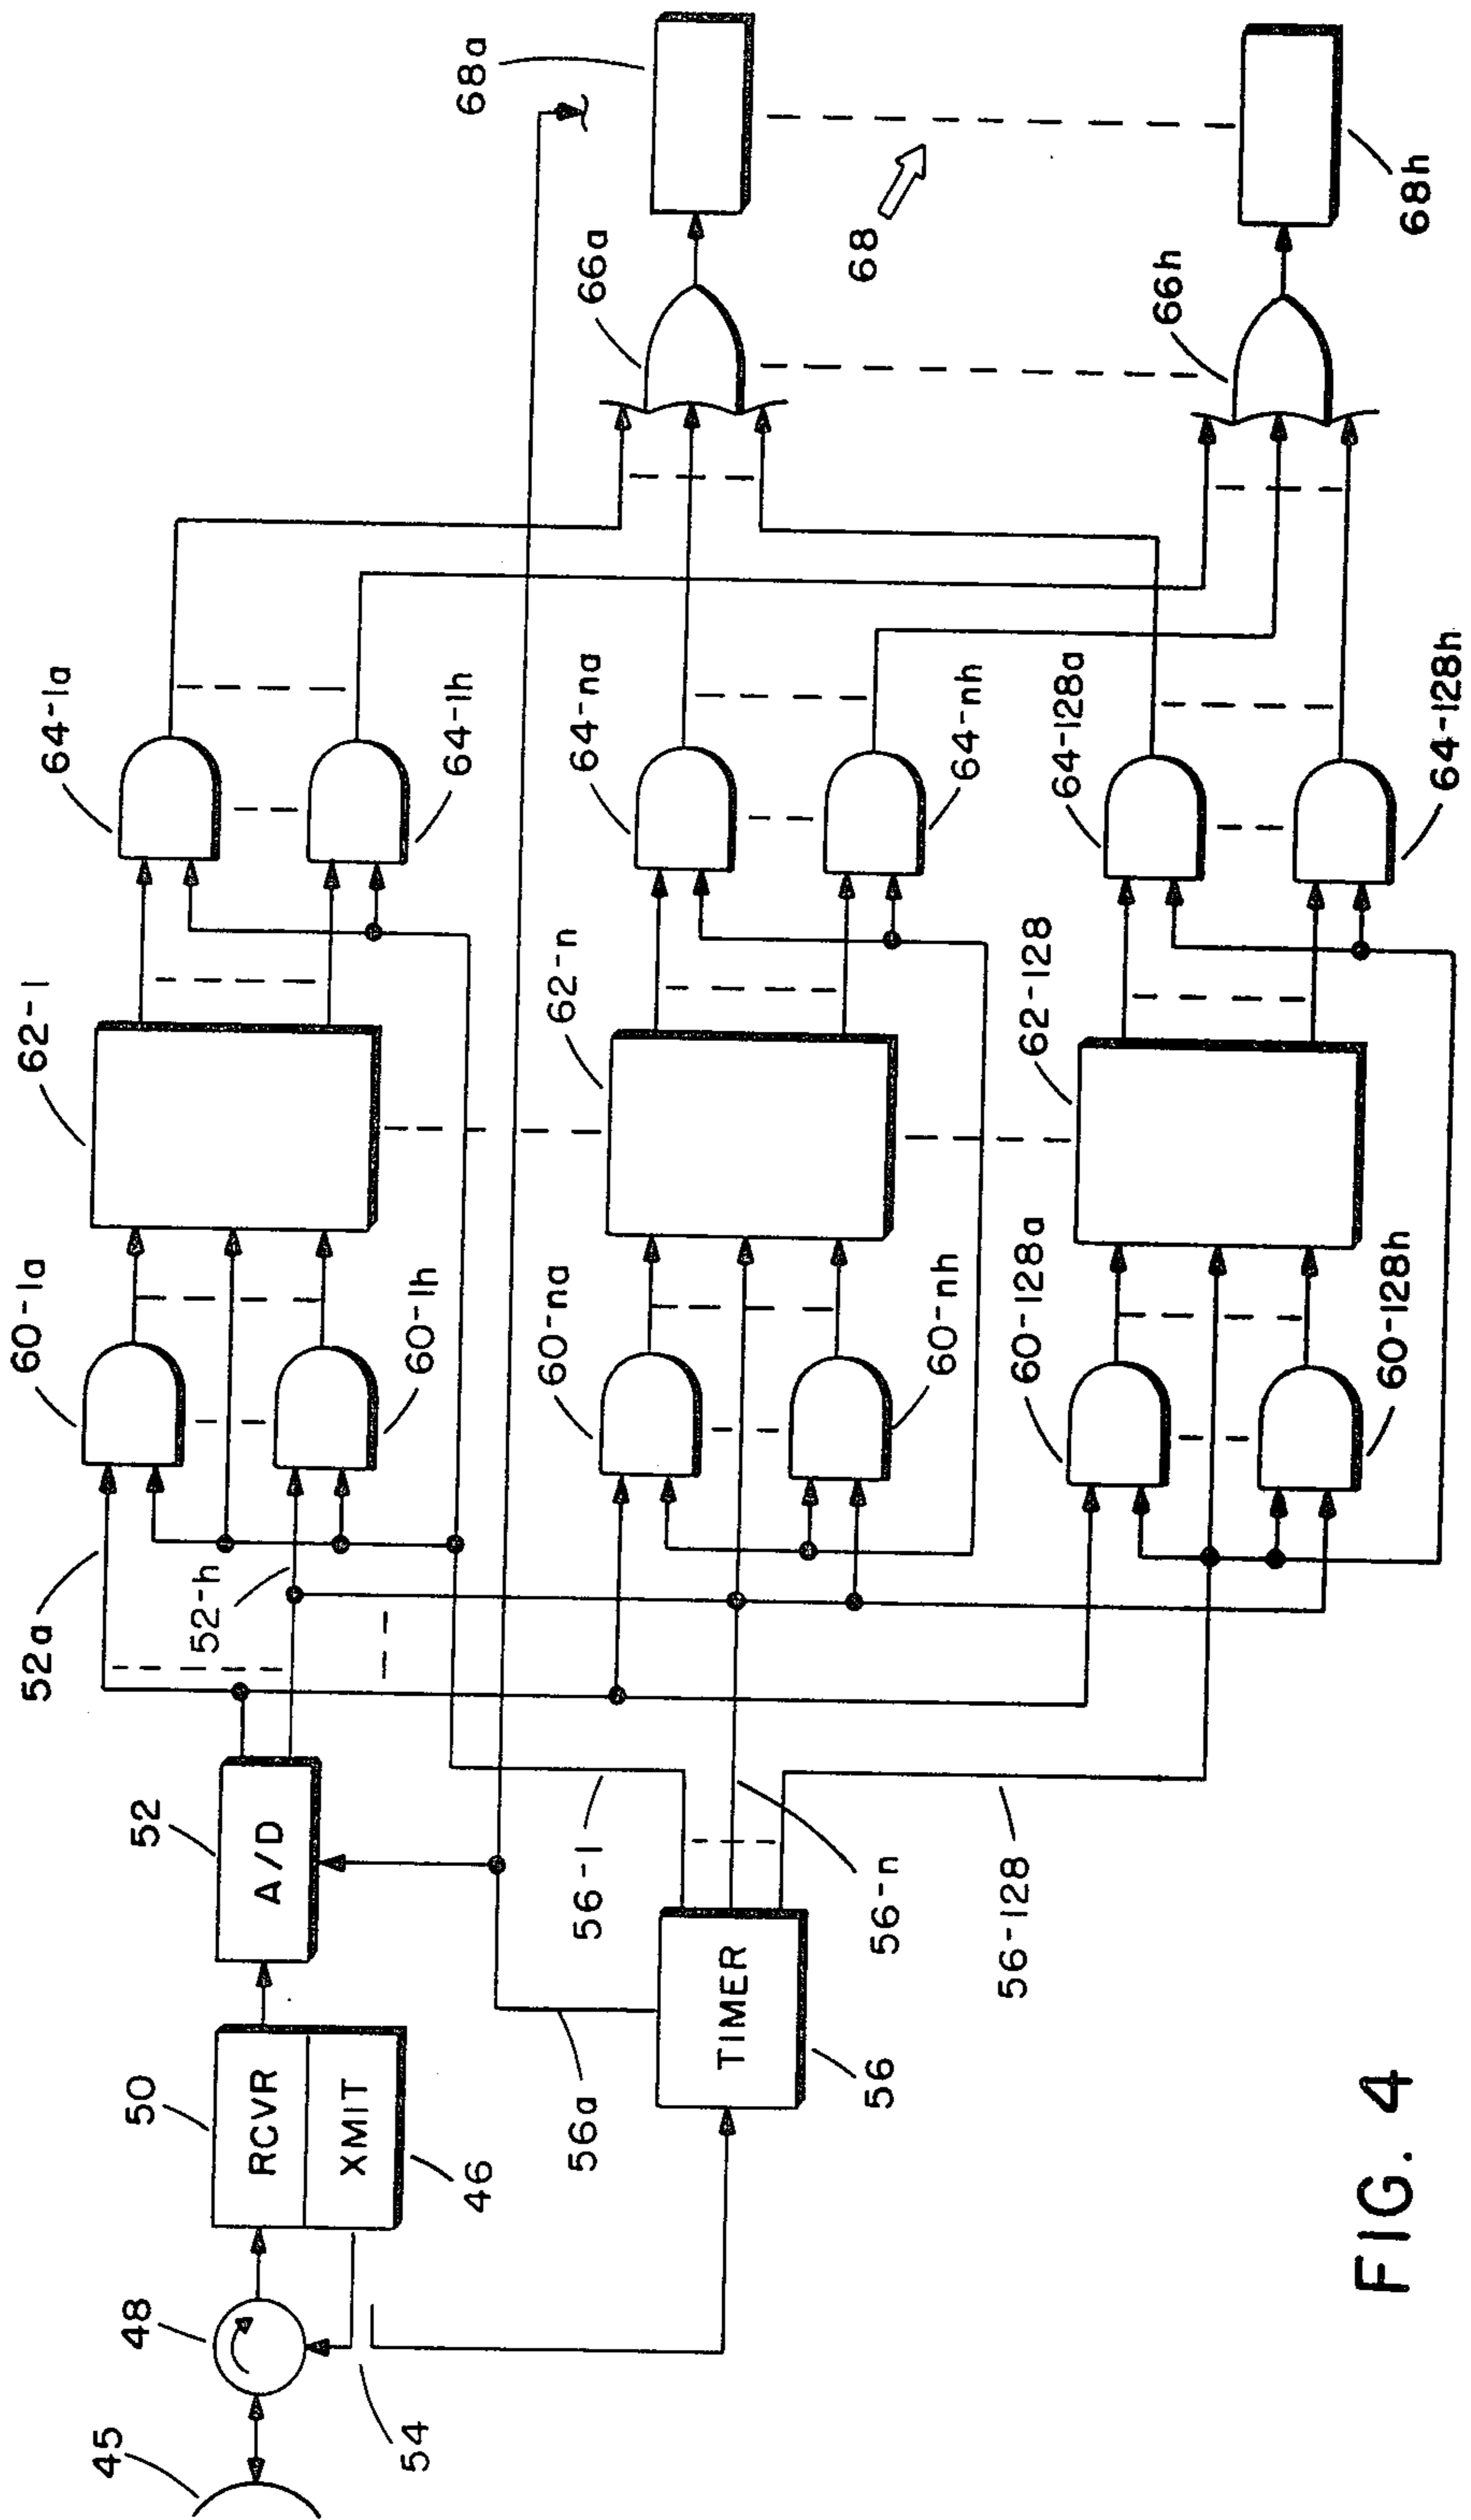 45
48
50
RCVR
XMIT
46
54
52
A/D
56a
TIMER
56
56-1
56-n
56-128
52a
52-h
60-1a
60-1h
60-na
60-nh
60-128a
60-128h
62-1
62-n
62-128
64-1a
64-1h
64-na
64-nh
64-128a
64-128h
66a
66h
68a
68
68h
FIG. 4